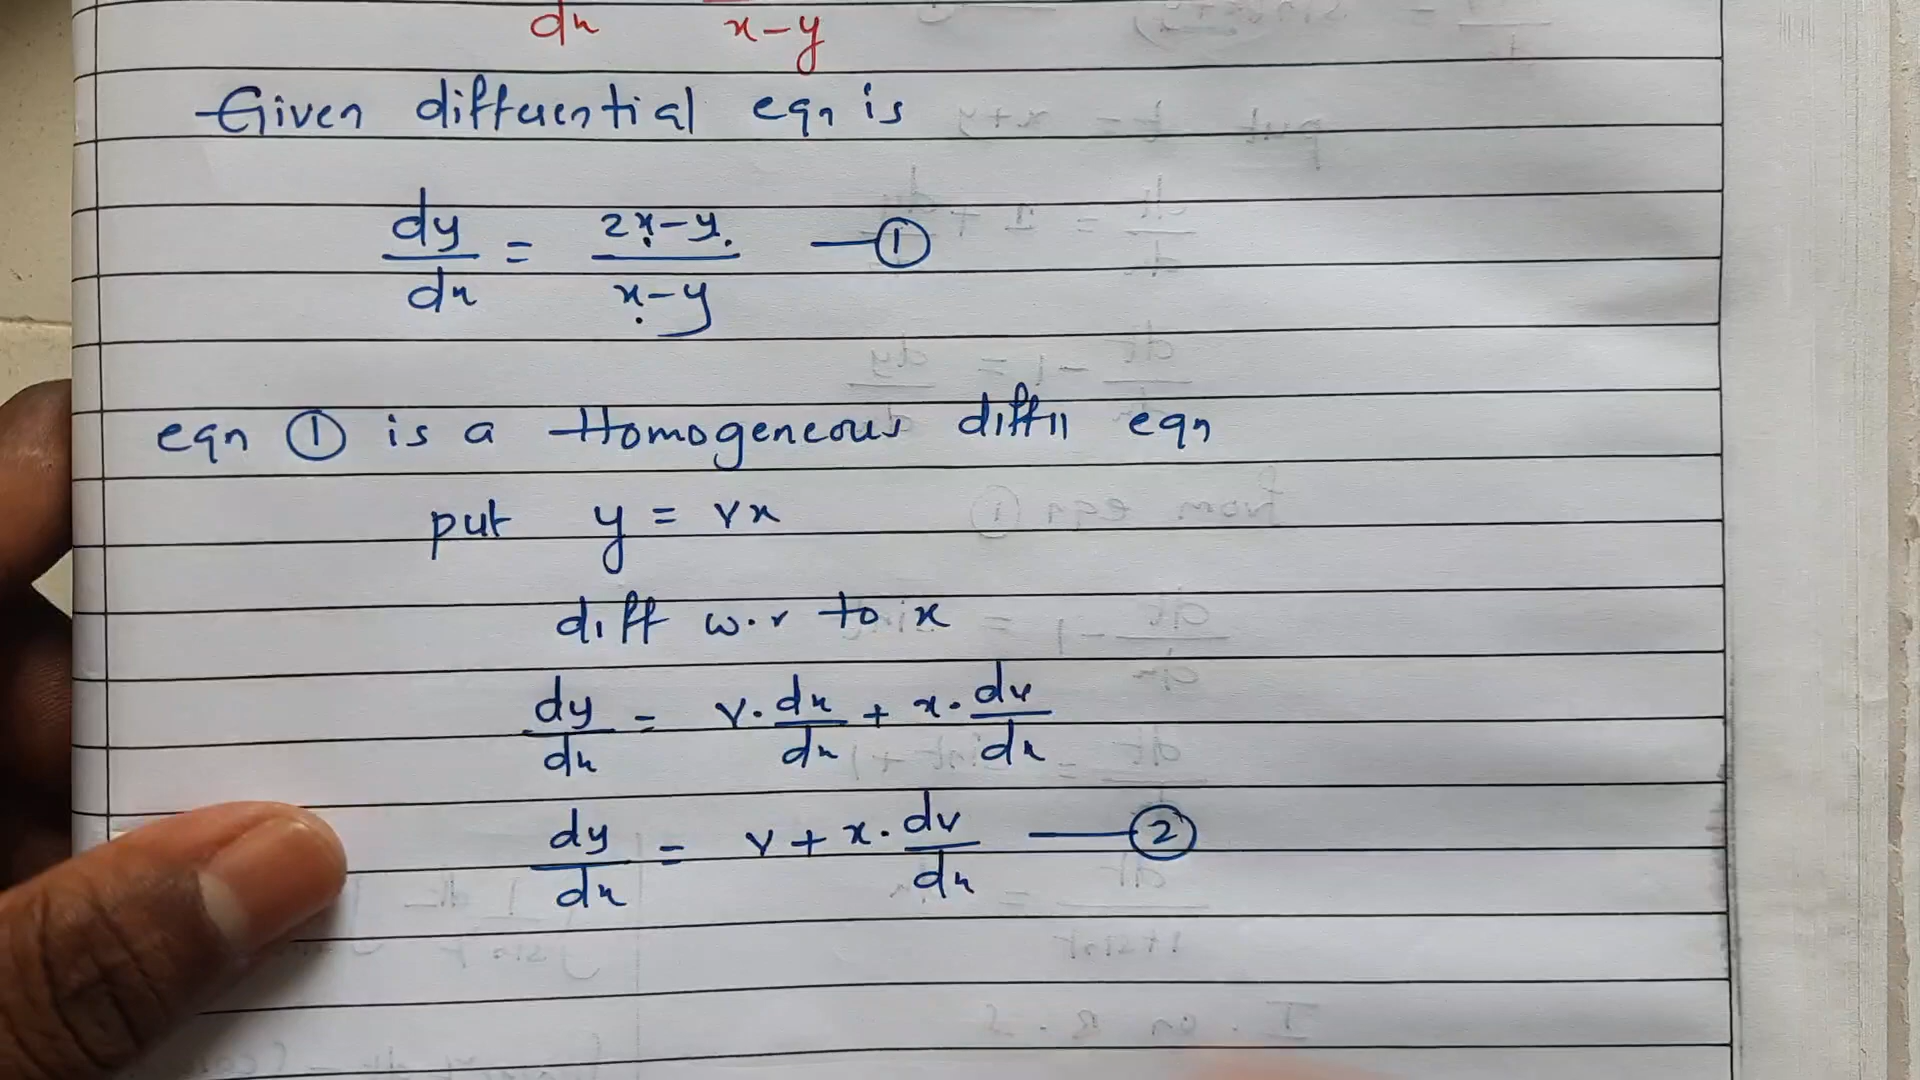 dx x-y
Given differential eqn is
dy/dx = 2x-y/x-y —①
eqn ① is a Homogeneous diffll eqn
put y = vx
diff w.r to x
dy/dx = v.dx/dx + x.dv/dx
dy/dx = v + x.dv/dx —②